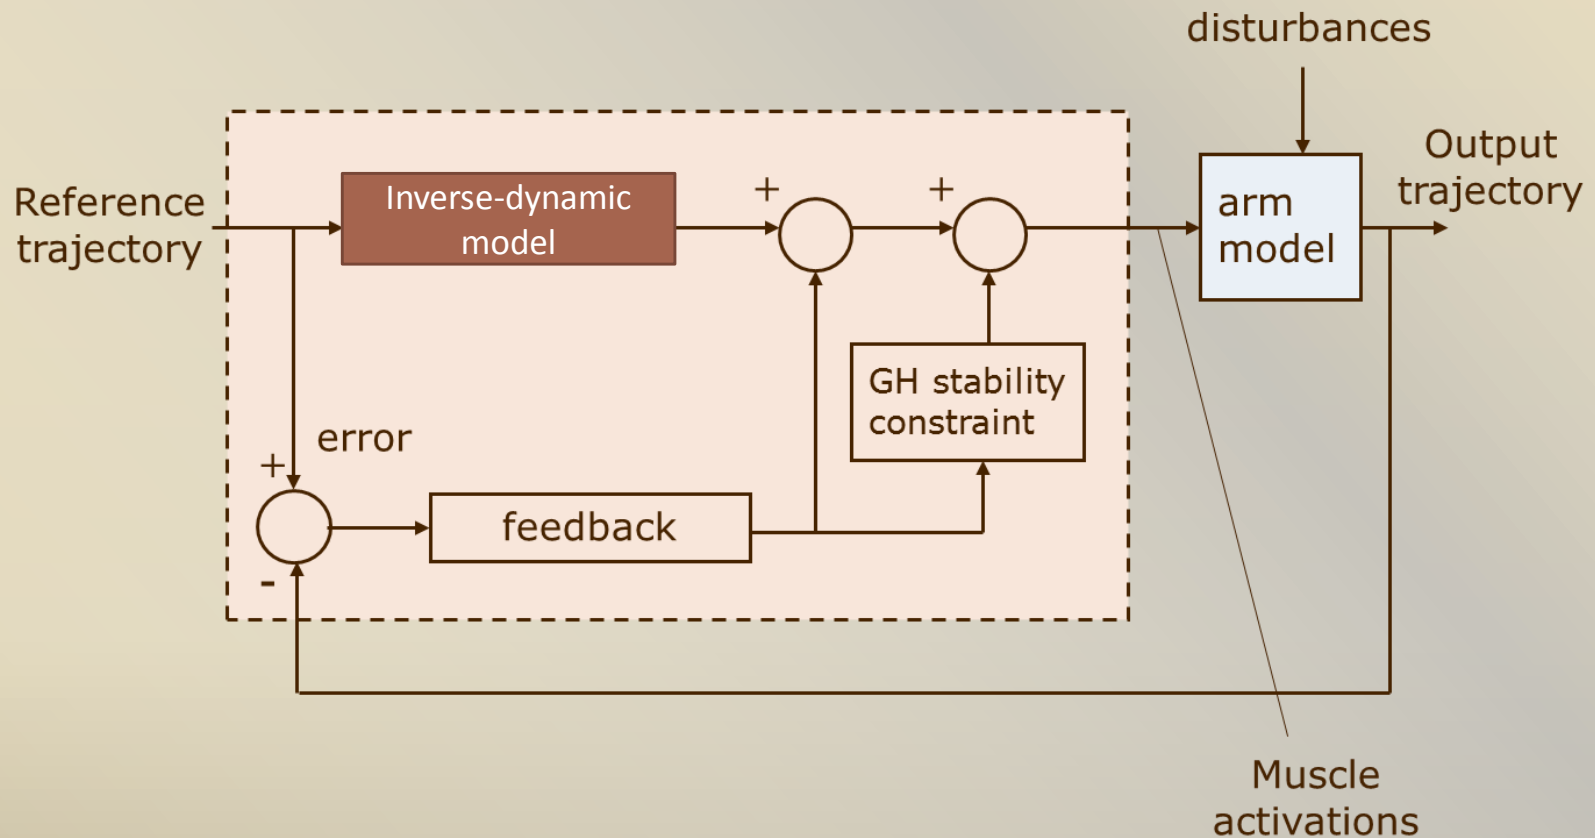 disturbances
Reference
trajectory
Inverse-dynamic
model
+
+
arm
model
Output
trajectory
GH stability
constraint
error
+
feedback
-
Muscle
activations